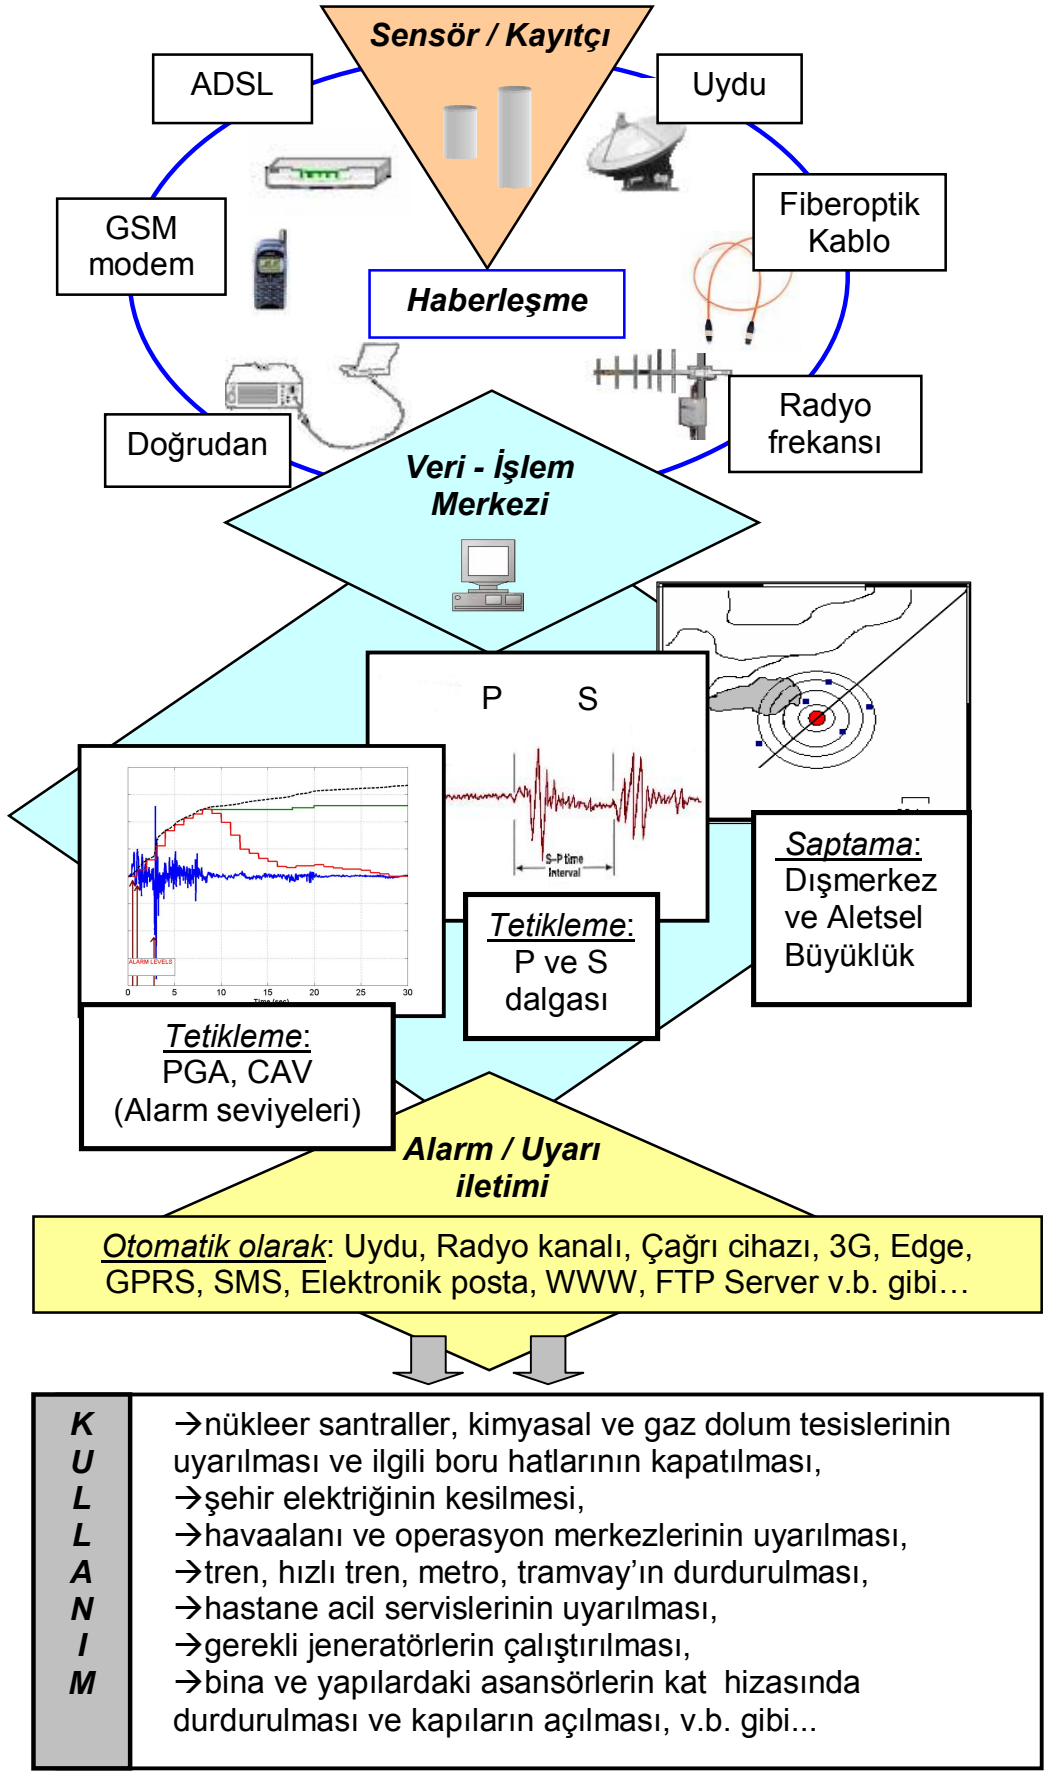 Sensör / Kayıtçı
ADSL
Uydu
GSM
modem
Fiberoptik
Kablo
Haberleşme
Doğrudan
Radyo
frekansı
Veri - İşlem
Merkezi
P S
S-P time
Interval
ALARM LEVELS
0 5 10 15 20 25 30
Time (sec)
Saptama:
Dışmerkez
ve Aletsel
Büyüklük
Tetikleme:
P ve S
dalgası
Tetikleme:
PGA, CAV
(Alarm seviyeleri)
Alarm / Uyarı
iletimi
Otomatik olarak: Uydu, Radyo kanalı, Çağrı cihazı, 3G, Edge,
GPRS, SMS, Elektronik posta, WWW, FTP Server v.b. gibi…
K
U
L
L
A
N
I
M
→nükleer santraller, kimyasal ve gaz dolum tesislerinin
uyarılması ve ilgili boru hatlarının kapatılması,
→şehir elektriğinin kesilmesi,
→havaalanı ve operasyon merkezlerinin uyarılması,
→tren, hızlı tren, metro, tramvay’ın durdurulması,
→hastane acil servislerinin uyarılması,
→gerekli jeneratörlerin çalıştırılması,
→bina ve yapılardaki asansörlerin kat hizasında
durdurulması ve kapıların açılması, v.b. gibi...